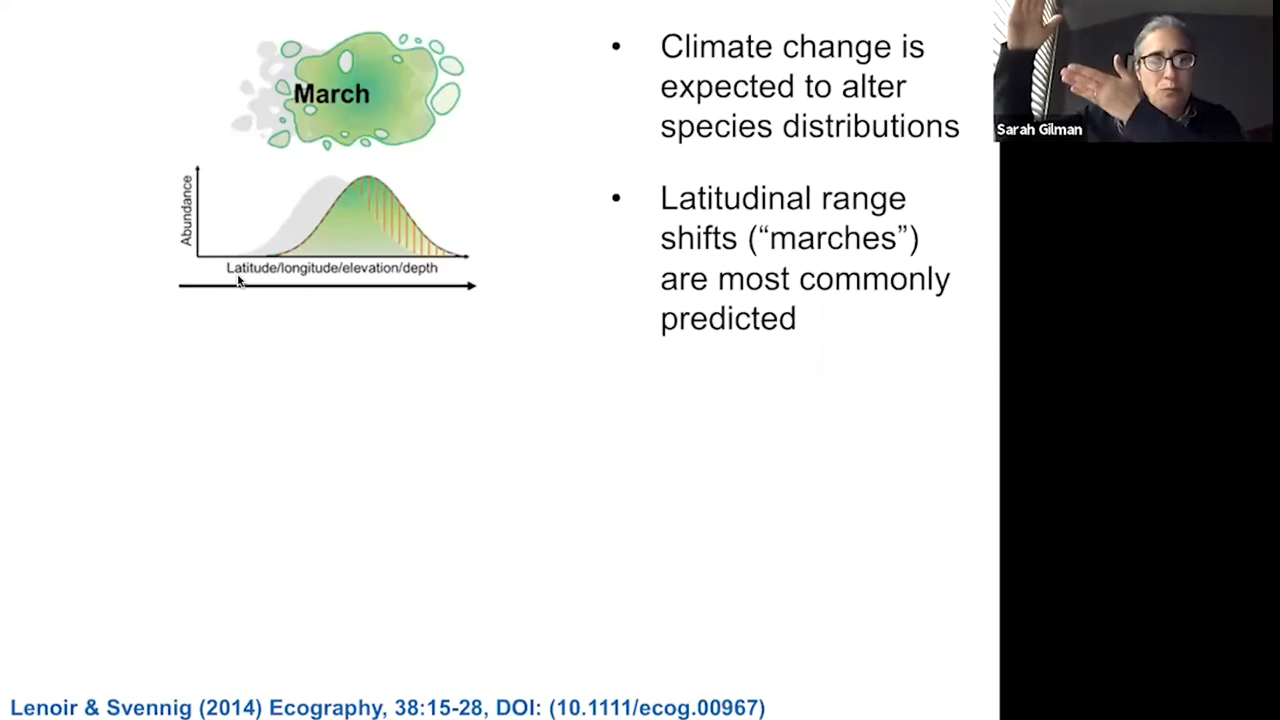 March
Abundance
Latitude/longitude/elevation/depth
• Climate change is
expected to alter
species distributions
• Latitudinal range
shifts (“marches”)
are most commonly
predicted
Sarah Gilman
Lenoir & Svennig (2014) Ecography, 38:15-28, DOI: (10.1111/ecog.00967)